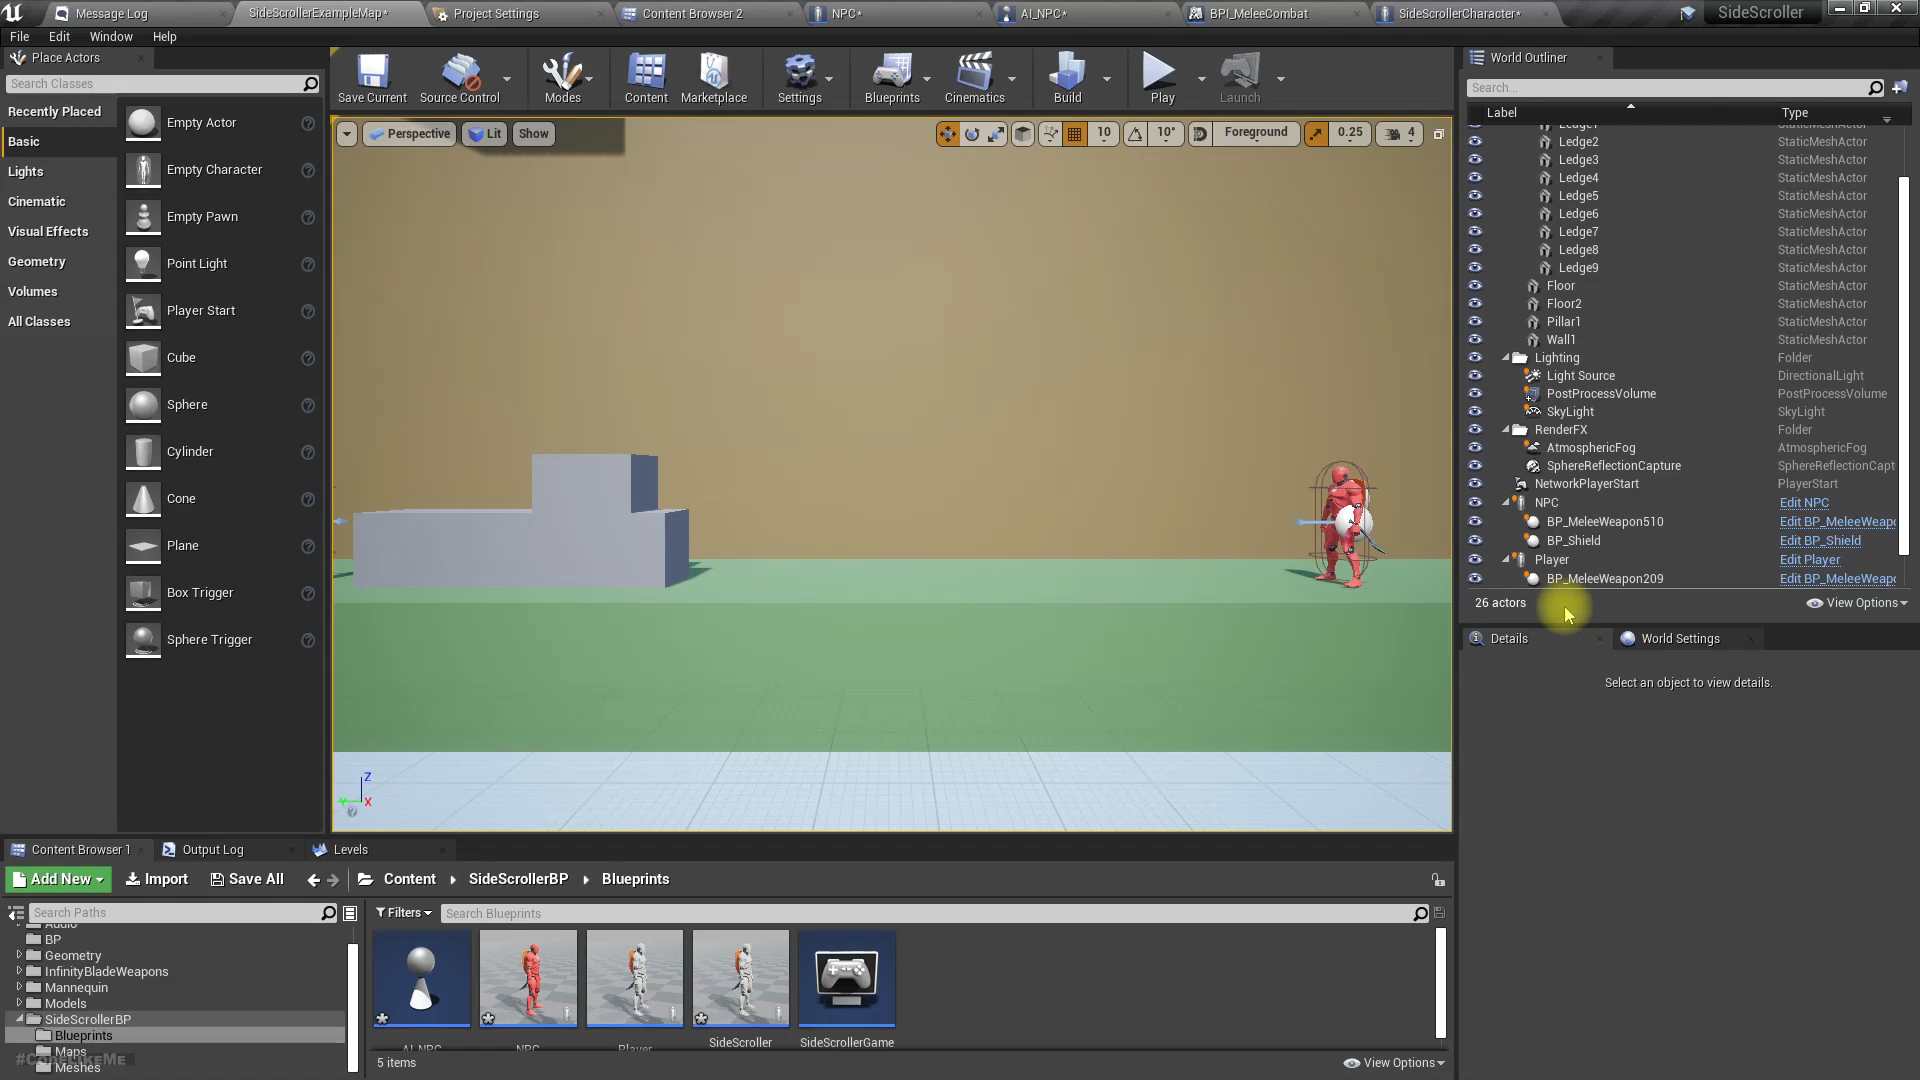 Message Log
SideScrollerExampleMap*
Project Settings
Content Browser 2
NPC*
AI_NPC*
BPI_MeleeCombat
SideScrollerCharacter*
SideScroller
File
Edit
Window
Help
Place Actors
Search Classes
Recently Placed
Basic
Lights
Cinematic
Visual Effects
Geometry
Volumes
All Classes
Empty Actor
Empty Character
Empty Pawn
Point Light
Player Start
Cube
Sphere
Cylinder
Cone
Plane
Box Trigger
Sphere Trigger
Save Current
Source Control
Modes
Content
Marketplace
Settings
Blueprints
Cinematics
Build
Play
Launch
Perspective
Lit
Show
10
10°
Foreground
0.25
4
Z
X
World Outliner
Search...
Label
Type
Ledge1 StaticMeshActor
Ledge2 StaticMeshActor
Ledge3 StaticMeshActor
Ledge4 StaticMeshActor
Ledge5 StaticMeshActor
Ledge6 StaticMeshActor
Ledge7 StaticMeshActor
Ledge8 StaticMeshActor
Ledge9 StaticMeshActor
Floor StaticMeshActor
Floor2 StaticMeshActor
Pillar1 StaticMeshActor
Wall1 StaticMeshActor
Lighting Folder
Light Source DirectionalLight
PostProcessVolume PostProcessVolume
SkyLight SkyLight
RenderFX Folder
AtmosphericFog AtmosphericFog
SphereReflectionCapture SphereReflectionCapt
NetworkPlayerStart PlayerStart
NPC Edit NPC
BP_MeleeWeapon510 Edit BP_MeleeWeapo
BP_Shield Edit BP_Shield
Player Edit Player
BP_MeleeWeapon209 Edit BP_MeleeWeapo
26 actors
View Options
Details
World Settings
Select an object to view details.
Content Browser 1
Output Log
Levels
Add New
Import
Save All
Content
SideScrollerBP
Blueprints
Search Paths
Filters
Search Blueprints
Audio
BP
Geometry
InfinityBladeWeapons
Mannequin
Models
SideScrollerBP
Blueprints
Maps
Meshes
#CodeLikeMe
AI_NPC
NPC
Player
SideScroller
SideScrollerGame
5 items
View Options